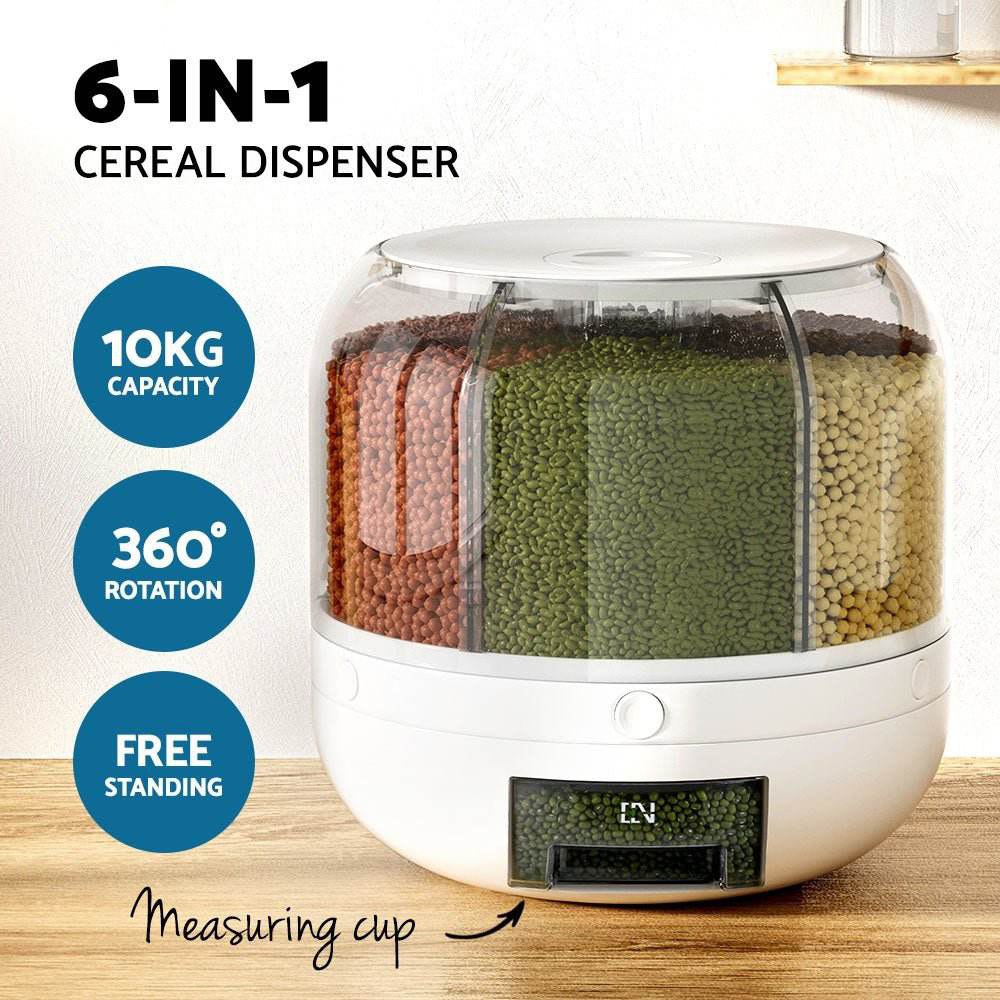 6-IN-1
CEREAL DISPENSER
10KG
CAPACITY
360°
ROTATION
FREE
STANDING
Measuring cup